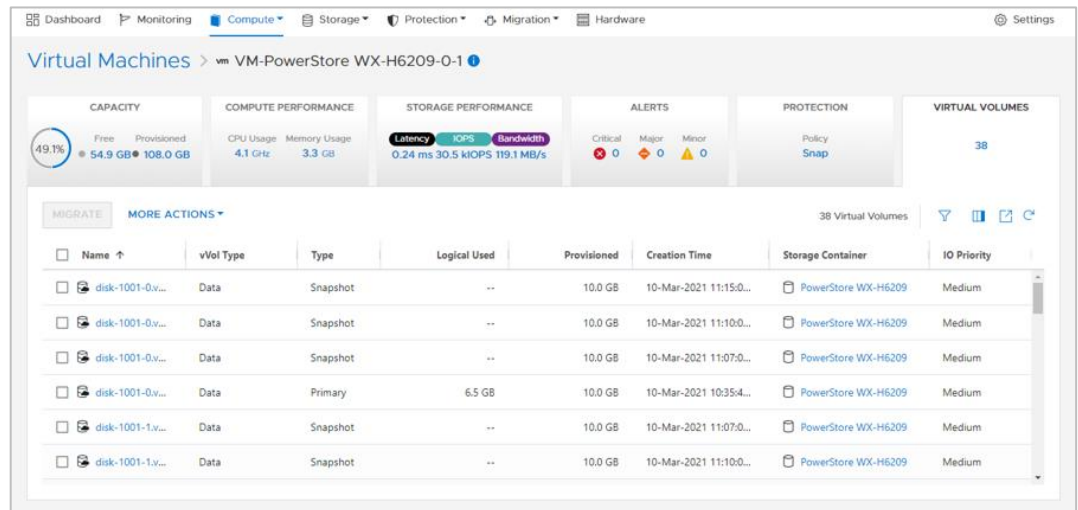 Dashboard Monitoring Compute Storage Protection Migration Hardware Settings
Virtual Machines > vm VM-PowerStore WX-H6209-0-1
CAPACITY COMPUTE PERFORMANCE STORAGE PERFORMANCE ALERTS PROTECTION VIRTUAL VOLUMES
49.1% Free Provisioned CPU Usage Memory Usage Latency IOPS Bandwidth Critical Major Minor Policy 38
54.9 GB 108.0 GB 4.1 GHz 3.3 GB 0.24 ms 30.5 kIOPS 119.1 MB/s 0 0 0 Snap
MIGRATE MORE ACTIONS 38 Virtual Volumes
Name ↑ vVol Type Type Logical Used Provisioned Creation Time Storage Container IO Priority
disk-1001-0.v... Data Snapshot -- 10.0 GB 10-Mar-2021 11:15:0... PowerStore WX-H6209 Medium
disk-1001-0.v... Data Snapshot -- 10.0 GB 10-Mar-2021 11:10:0... PowerStore WX-H6209 Medium
disk-1001-0.v... Data Snapshot -- 10.0 GB 10-Mar-2021 11:07:0... PowerStore WX-H6209 Medium
disk-1001-0.v... Data Primary 6.5 GB 10.0 GB 10-Mar-2021 10:35:4... PowerStore WX-H6209 Medium
disk-1001-1.v... Data Snapshot -- 10.0 GB 10-Mar-2021 11:07:0... PowerStore WX-H6209 Medium
disk-1001-1.v... Data Snapshot -- 10.0 GB 10-Mar-2021 11:10:0... PowerStore WX-H6209 Medium